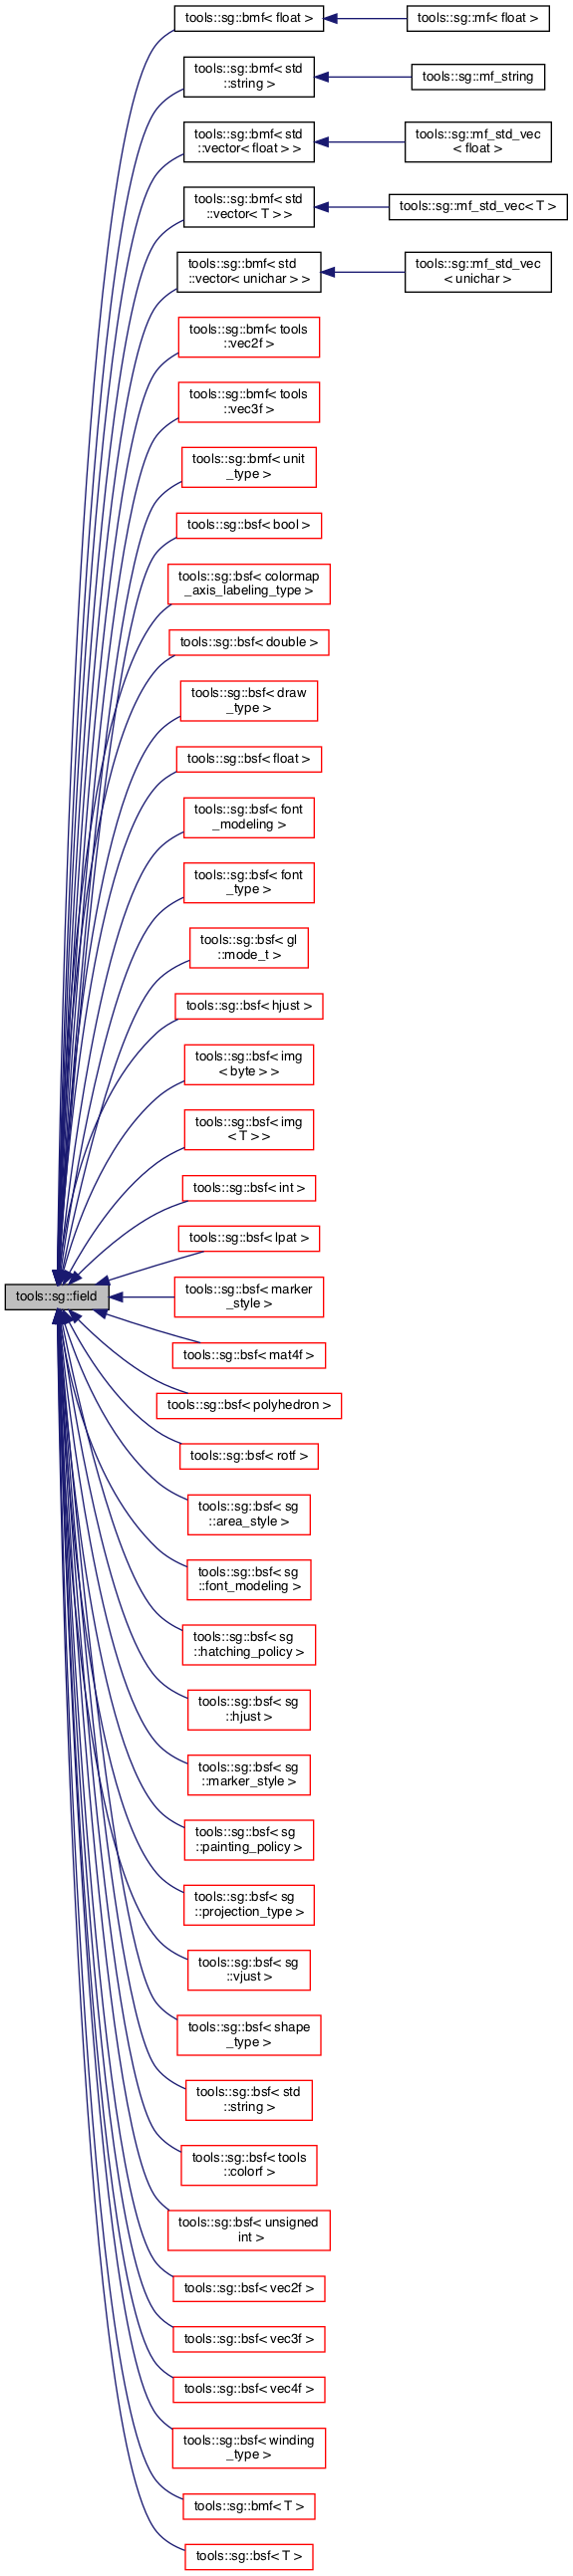 tools::sg::bmf< float >
tools::sg::mf< float >
tools::sg::bmf< std
::string >
tools::sg::mf_string
tools::sg::bmf< std
::vector< float > >
tools::sg::mf_std_vec
< float >
tools::sg::bmf< std
::vector< T > >
tools::sg::mf_std_vec< T >
tools::sg::bmf< std
::vector< unichar > >
tools::sg::mf_std_vec
< unichar >
tools::sg::bmf< tools
::vec2f >
tools::sg::bmf< tools
::vec3f >
tools::sg::bmf< unit
_type >
tools::sg::bsf< bool >
tools::sg::bsf< colormap
_axis_labeling_type >
tools::sg::bsf< double >
tools::sg::bsf< draw
_type >
tools::sg::bsf< float >
tools::sg::bsf< font
_modeling >
tools::sg::bsf< font
_type >
tools::sg::bsf< gl
::mode_t >
tools::sg::bsf< hjust >
tools::sg::bsf< img
< byte > >
tools::sg::bsf< img
< T > >
tools::sg::bsf< int >
tools::sg::bsf< lpat >
tools::sg::field
tools::sg::bsf< marker
_style >
tools::sg::bsf< mat4f >
tools::sg::bsf< polyhedron >
tools::sg::bsf< rotf >
tools::sg::bsf< sg
::area_style >
tools::sg::bsf< sg
::font_modeling >
tools::sg::bsf< sg
::hatching_policy >
tools::sg::bsf< sg
::hjust >
tools::sg::bsf< sg
::marker_style >
tools::sg::bsf< sg
::painting_policy >
tools::sg::bsf< sg
::projection_type >
tools::sg::bsf< sg
::vjust >
tools::sg::bsf< shape
_type >
tools::sg::bsf< std
::string >
tools::sg::bsf< tools
::colorf >
tools::sg::bsf< unsigned
int >
tools::sg::bsf< vec2f >
tools::sg::bsf< vec3f >
tools::sg::bsf< vec4f >
tools::sg::bsf< winding
_type >
tools::sg::bmf< T >
tools::sg::bsf< T >